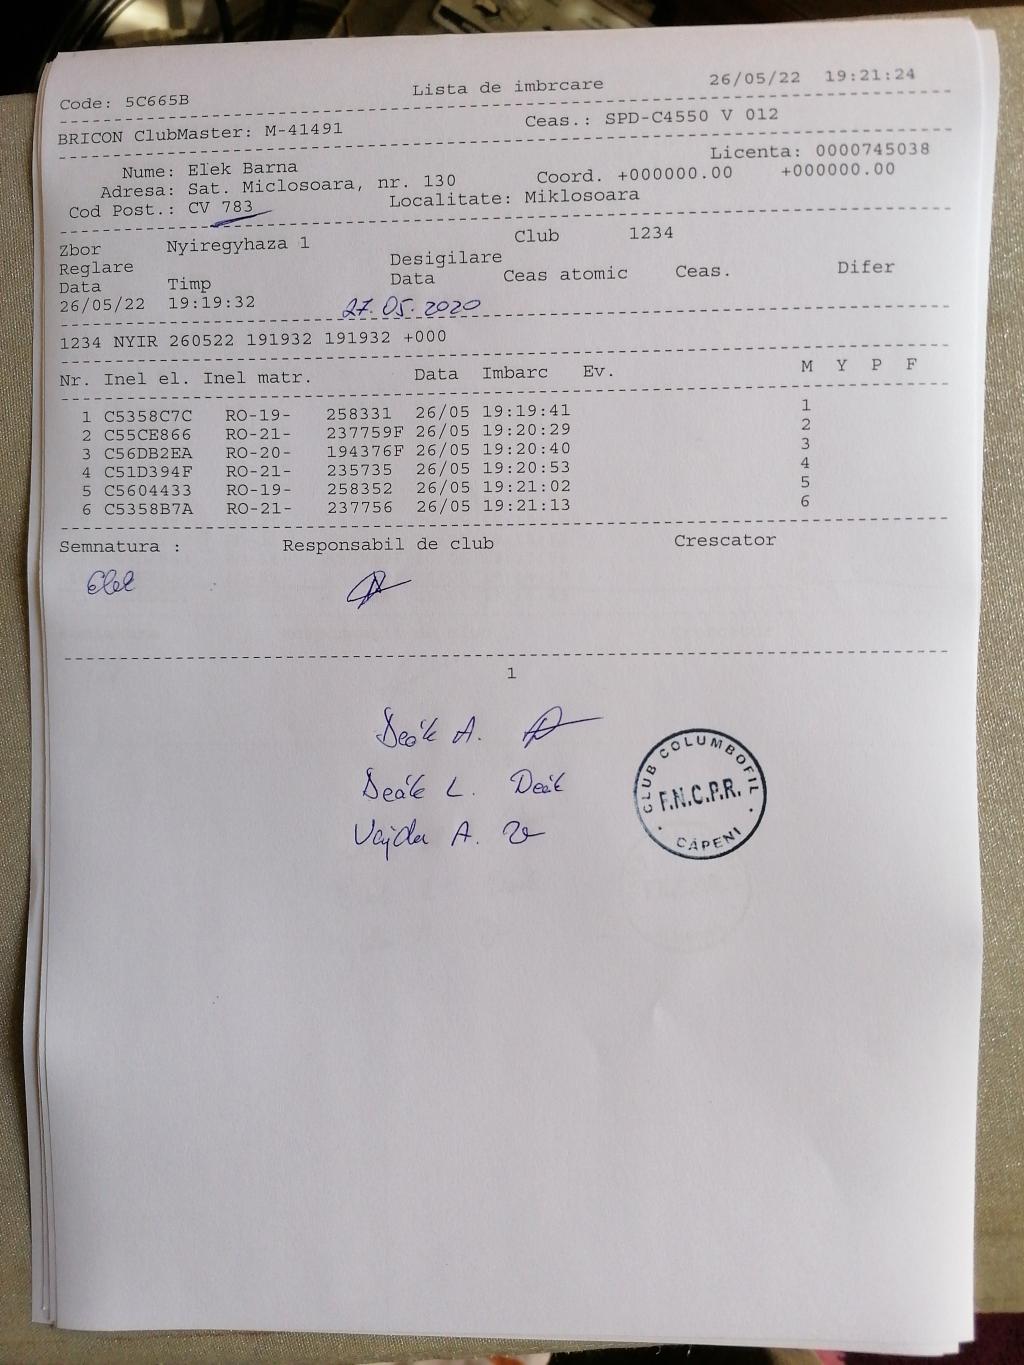 Code: 5C665B Lista de imbrcare 26/05/22 19:21:24
BRICON ClubMaster: M-41491 Ceas.: SPD-C4550 V 012
Nume: Elek Barna Licenta: 0000745038
Adresa: Sat. Miclosoara, nr. 130 Coord. +000000.00 +000000.00
Cod Post.: CV 783 Localitate: Miklosoara
Zbor Nyiregyhaza 1 Club 1234
Reglare Desigilare
Data Timp Data Ceas atomic Ceas. Difer
26/05/22 19:19:32 27.05.2020
1234 NYIR 260522 191932 191932 +000
Nr. Inel el. Inel matr. Data Imbarc Ev. M Y P F
1 C5358C7C RO-19- 258331 26/05 19:19:41 1
2 C55CE866 RO-21- 237759F 26/05 19:20:29 2
3 C56DB2EA RO-20- 194376F 26/05 19:20:40 3
4 C51D394F RO-21- 235735 26/05 19:20:53 4
5 C5604433 RO-19- 258352 26/05 19:21:02 5
6 C5358B7A RO-21- 237756 26/05 19:21:13 6
Semnatura : Responsabil de club Crescator
1
Deák A.
Deák L. Deák
Vajda A.
CLUB COLUMBOFIL
F.N.C.P.R.
CĂPENI